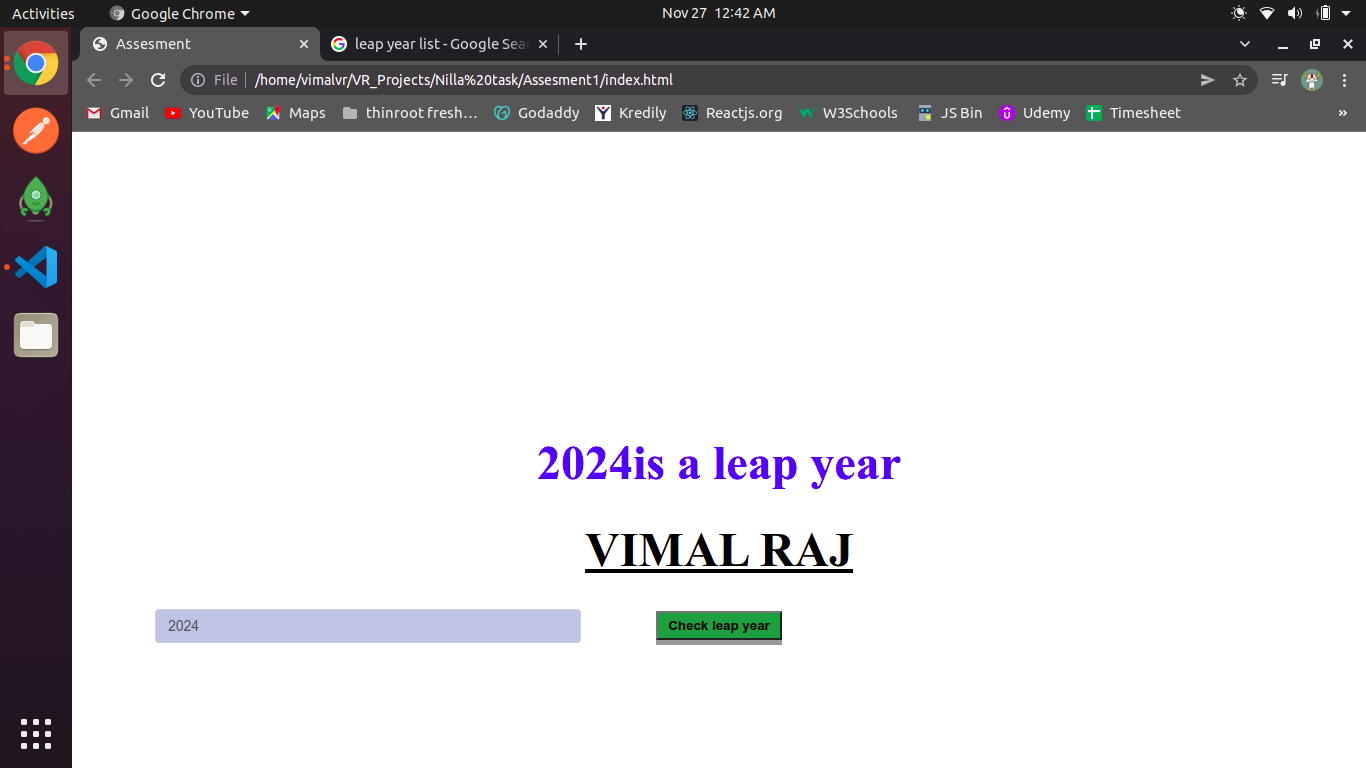 Activities Google Chrome Nov 27 12:42 AM
Assesment leap year list - Google Sea
File /home/vimalvr/VR_Projects/Nilla%20task/Assesment1/index.html
Gmail YouTube Maps thinroot fresh... Godaddy Kredily Reactjs.org W3Schools JS Bin Udemy Timesheet »
2024is a leap year
VIMAL RAJ
2024 Check leap year